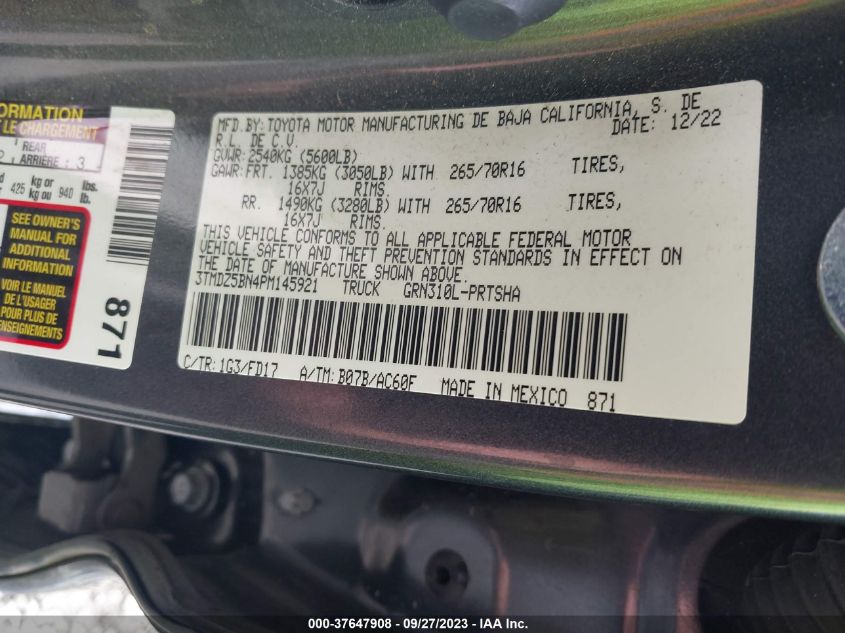 ORMATION
LE CHARGEMENT
REAR
ARRIÈRE : 3
425 kg or 940 lbs.
kg ou lb.
SEE OWNER'S
MANUAL FOR
ADDITIONAL
INFORMATION
VOIR LE MANUEL
DE L'USAGER
POUR PLUS DE
RENSEIGNEMENTS
871
MFD.BY:TOYOTA MOTOR MANUFACTURING DE BAJA CALIFORNIA, S. DE
R.L. DE C.V. DATE: 12/22
GVWR: 2540KG (5600LB)
GAWR:FRT. 1385KG (3050LB) WITH 265/70R16 TIRES,
16X7J RIMS.
RR. 1490KG (3280LB) WITH 265/70R16 TIRES,
16X7J RIMS.
THIS VEHICLE CONFORMS TO ALL APPLICABLE FEDERAL MOTOR
VEHICLE SAFETY AND THEFT PREVENTION STANDARDS IN EFFECT ON
THE DATE OF MANUFACTURE SHOWN ABOVE.
3TMDZ5BN4PM145921 TRUCK GRN310L-PRTSHA
C/TR: 1G3/FD17 A/TM: B07B/AC60F MADE IN MEXICO 871
000-37647908 - 09/27/2023 - IAA Inc.